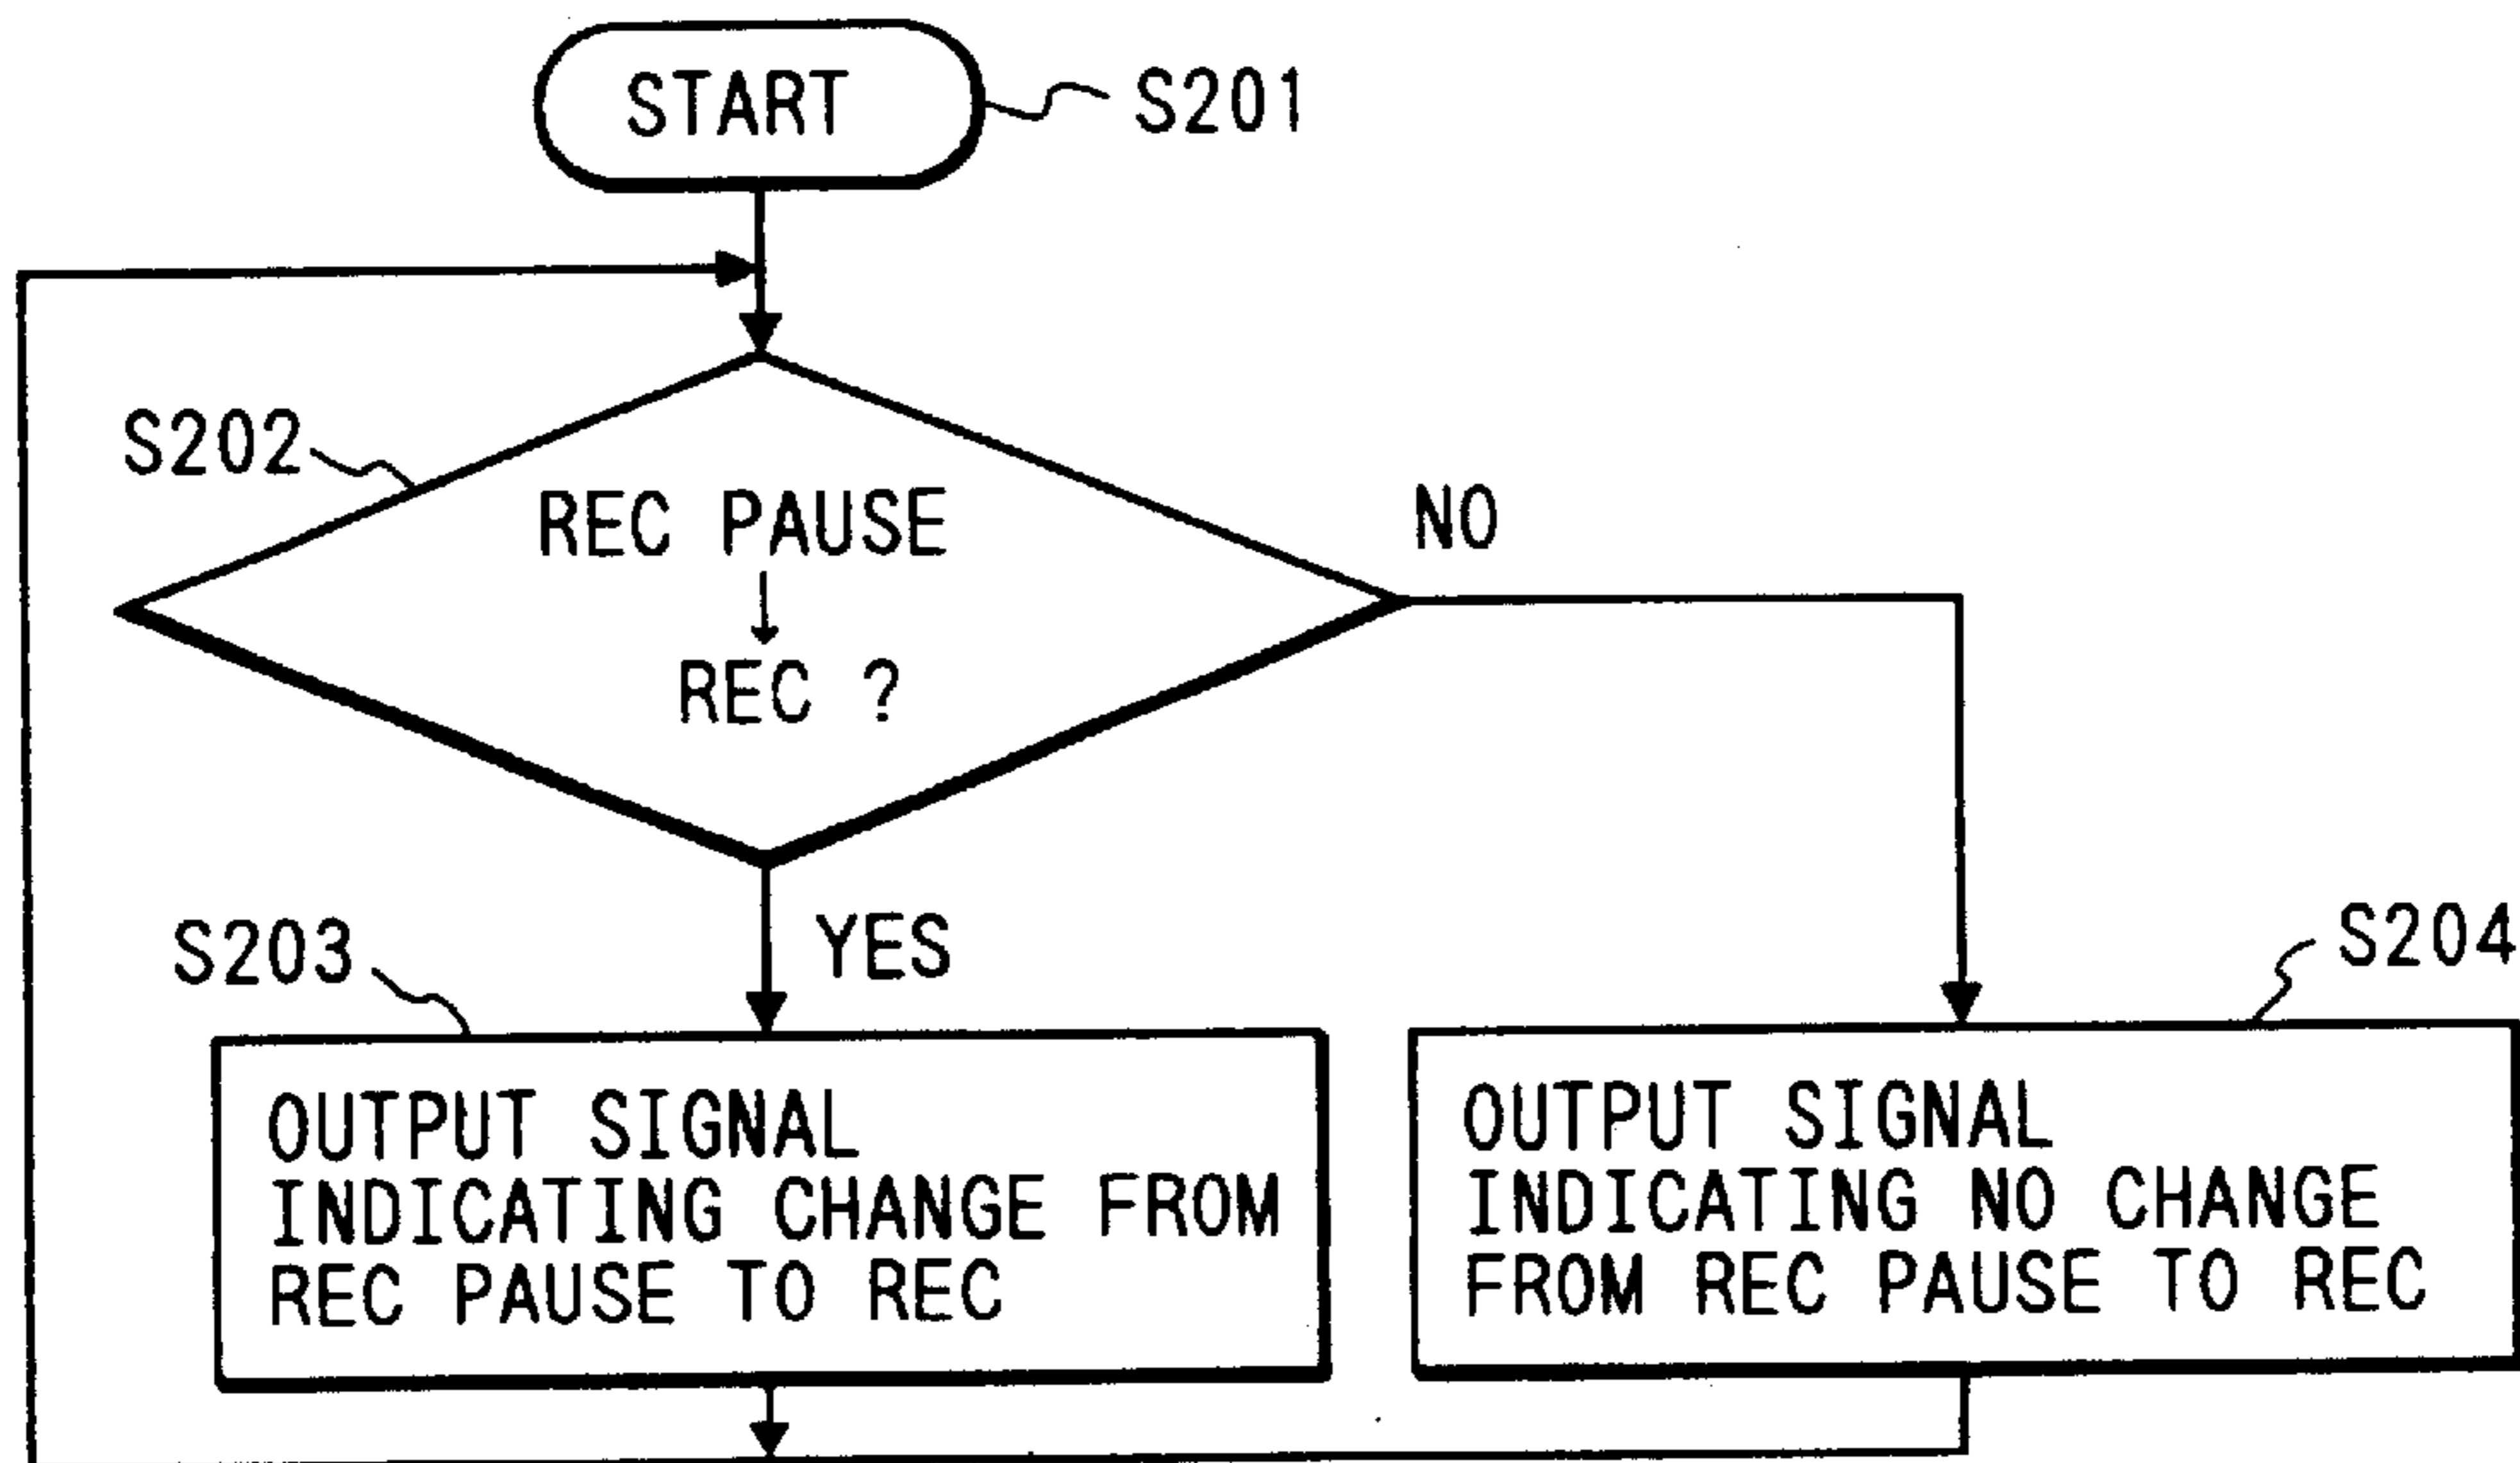 START
S201
S202
REC PAUSE
↓
REC ?
NO
YES
S203
OUTPUT SIGNAL
INDICATING CHANGE FROM
REC PAUSE TO REC
S204
OUTPUT SIGNAL
INDICATING NO CHANGE
FROM REC PAUSE TO REC